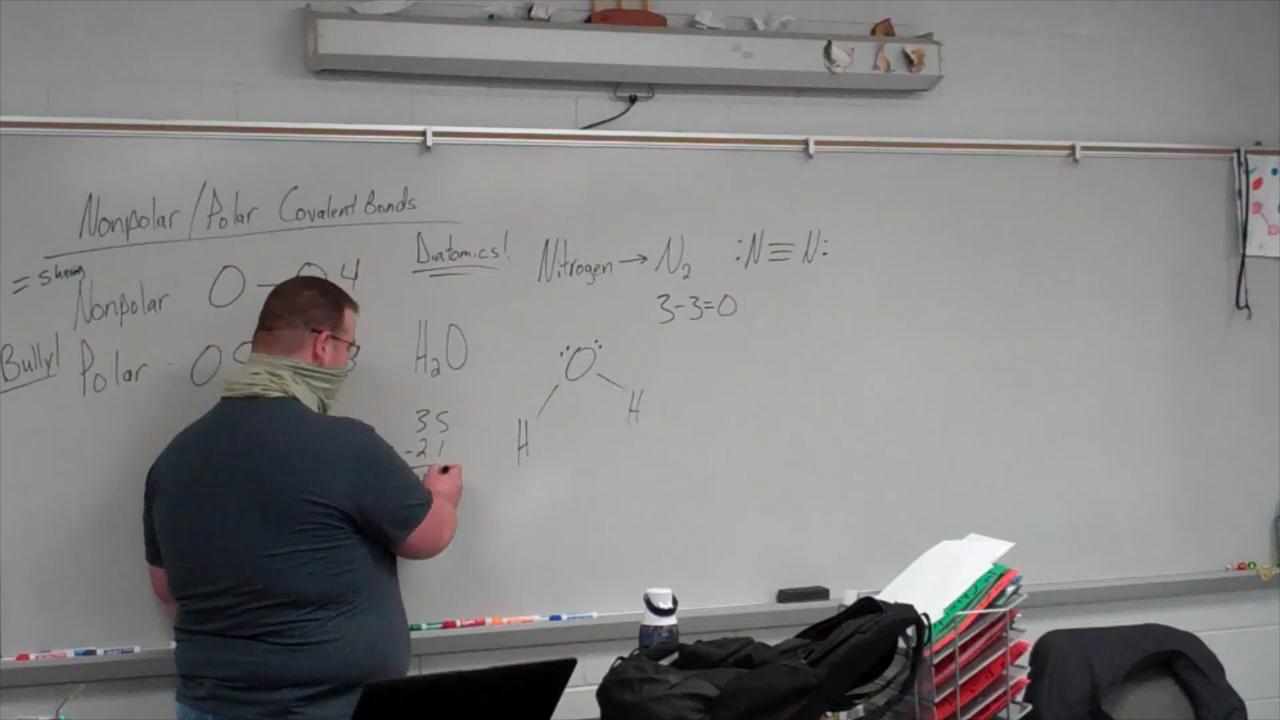 Nonpolar / Polar Covalent Bonds
= sharing
Nonpolar 0 – 0.4
Bully! Polar 0
Diatomics!
H₂O
35
-21
Nitrogen → N₂ :N≡N:
3-3=0
O
H H